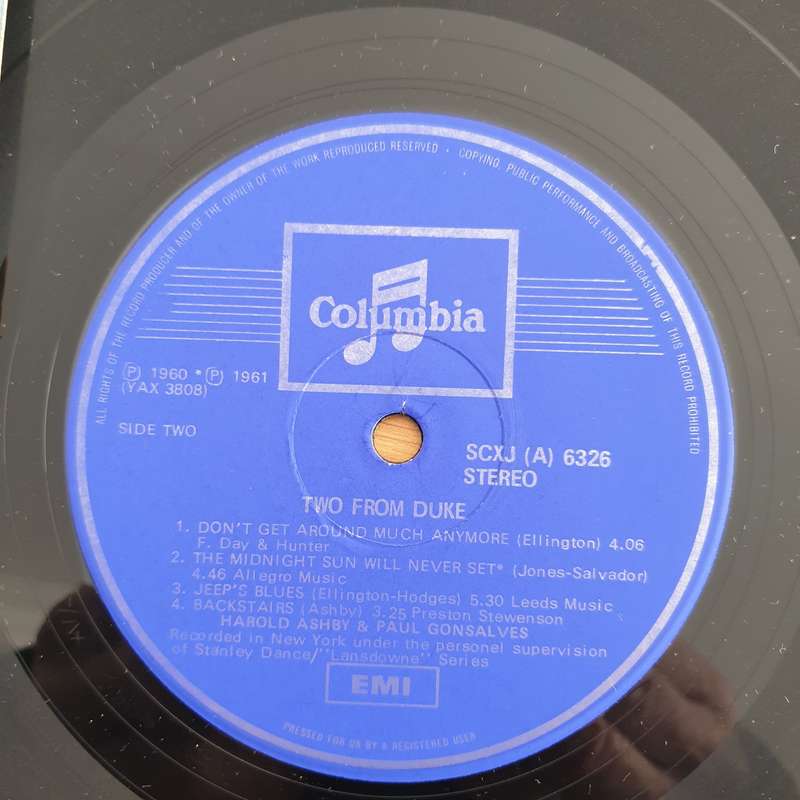 ALL RIGHTS OF THE RECORD PRODUCER AND OF THE OWNER OF THE WORK REPRODUCED RESERVED · COPYING, PUBLIC PERFORMANCE AND BROADCASTING OF THIS RECORD PROHIBITED
Columbia
Ⓟ 1960 * Ⓟ 1961
(YAX 3808)
SIDE TWO
SCXJ (A) 6326
STEREO
TWO FROM DUKE
1. DON'T GET AROUND MUCH ANYMORE (Ellington) 4.06
F. Day & Hunter
2. THE MIDNIGHT SUN WILL NEVER SET* (Jones-Salvador)
4.46 Allegro Music
3. JEEP'S BLUES (Ellington-Hodges) 5.30 Leeds Music
4. BACKSTAIRS (Ashby) 3.25 Preston Stewenson
HAROLD ASHBY & PAUL GONSALVES
Recorded in New York under the personal supervision
of Stanley Dance/"Lansdowne" Series
EMI
PRESSED FOR UK BY A REGISTERED USER